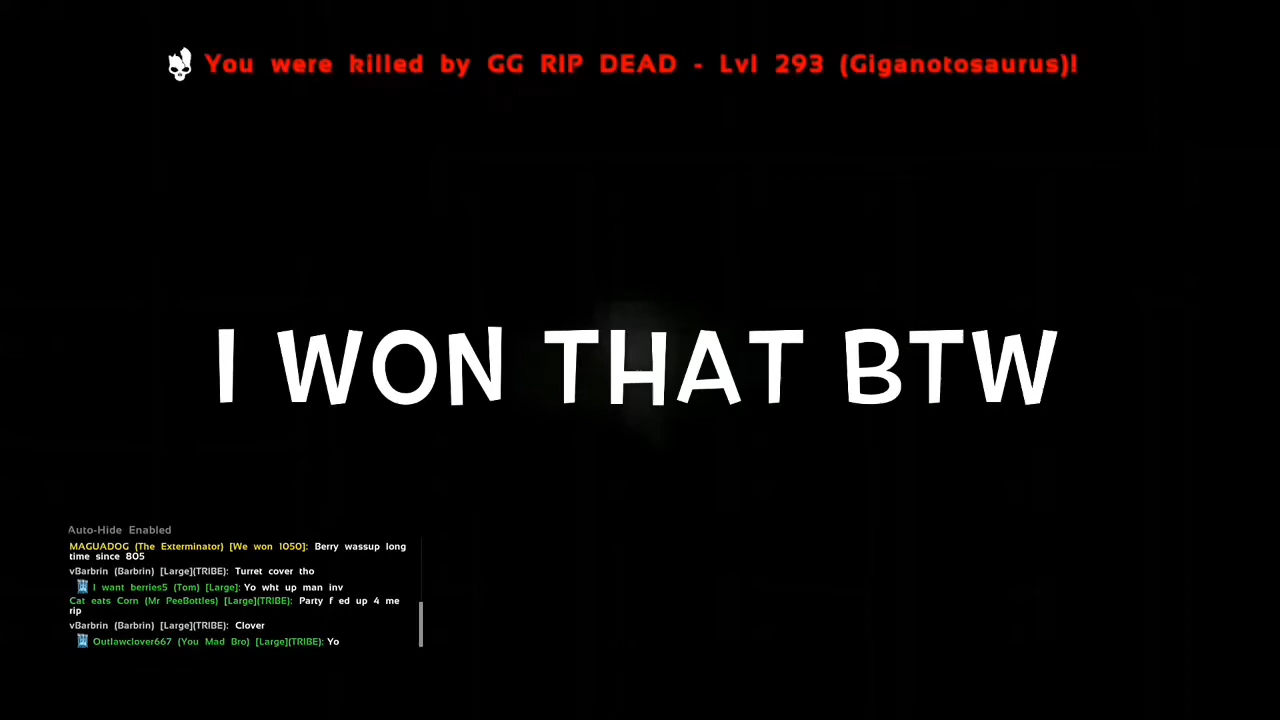 You were killed by GG RIP DEAD - Lvl 293 (Giganotosaurus)!
I WON THAT BTW
Auto-Hide Enabled
MAGUADOG (The Exterminator) [We won 1050]: Berry wassup long
time since 805
vBarbrin (Barbrin) [Large](TRIBE): Turret cover tho
I want berries5 (Tom) [Large]: Yo wht up man inv
Cat eats Corn (Mr PeeBottles) [Large](TRIBE): Party f ed up 4 me
rip
vBarbrin (Barbrin) [Large](TRIBE): Clover
Outlawclover667 (You Mad Bro) [Large](TRIBE): Yo